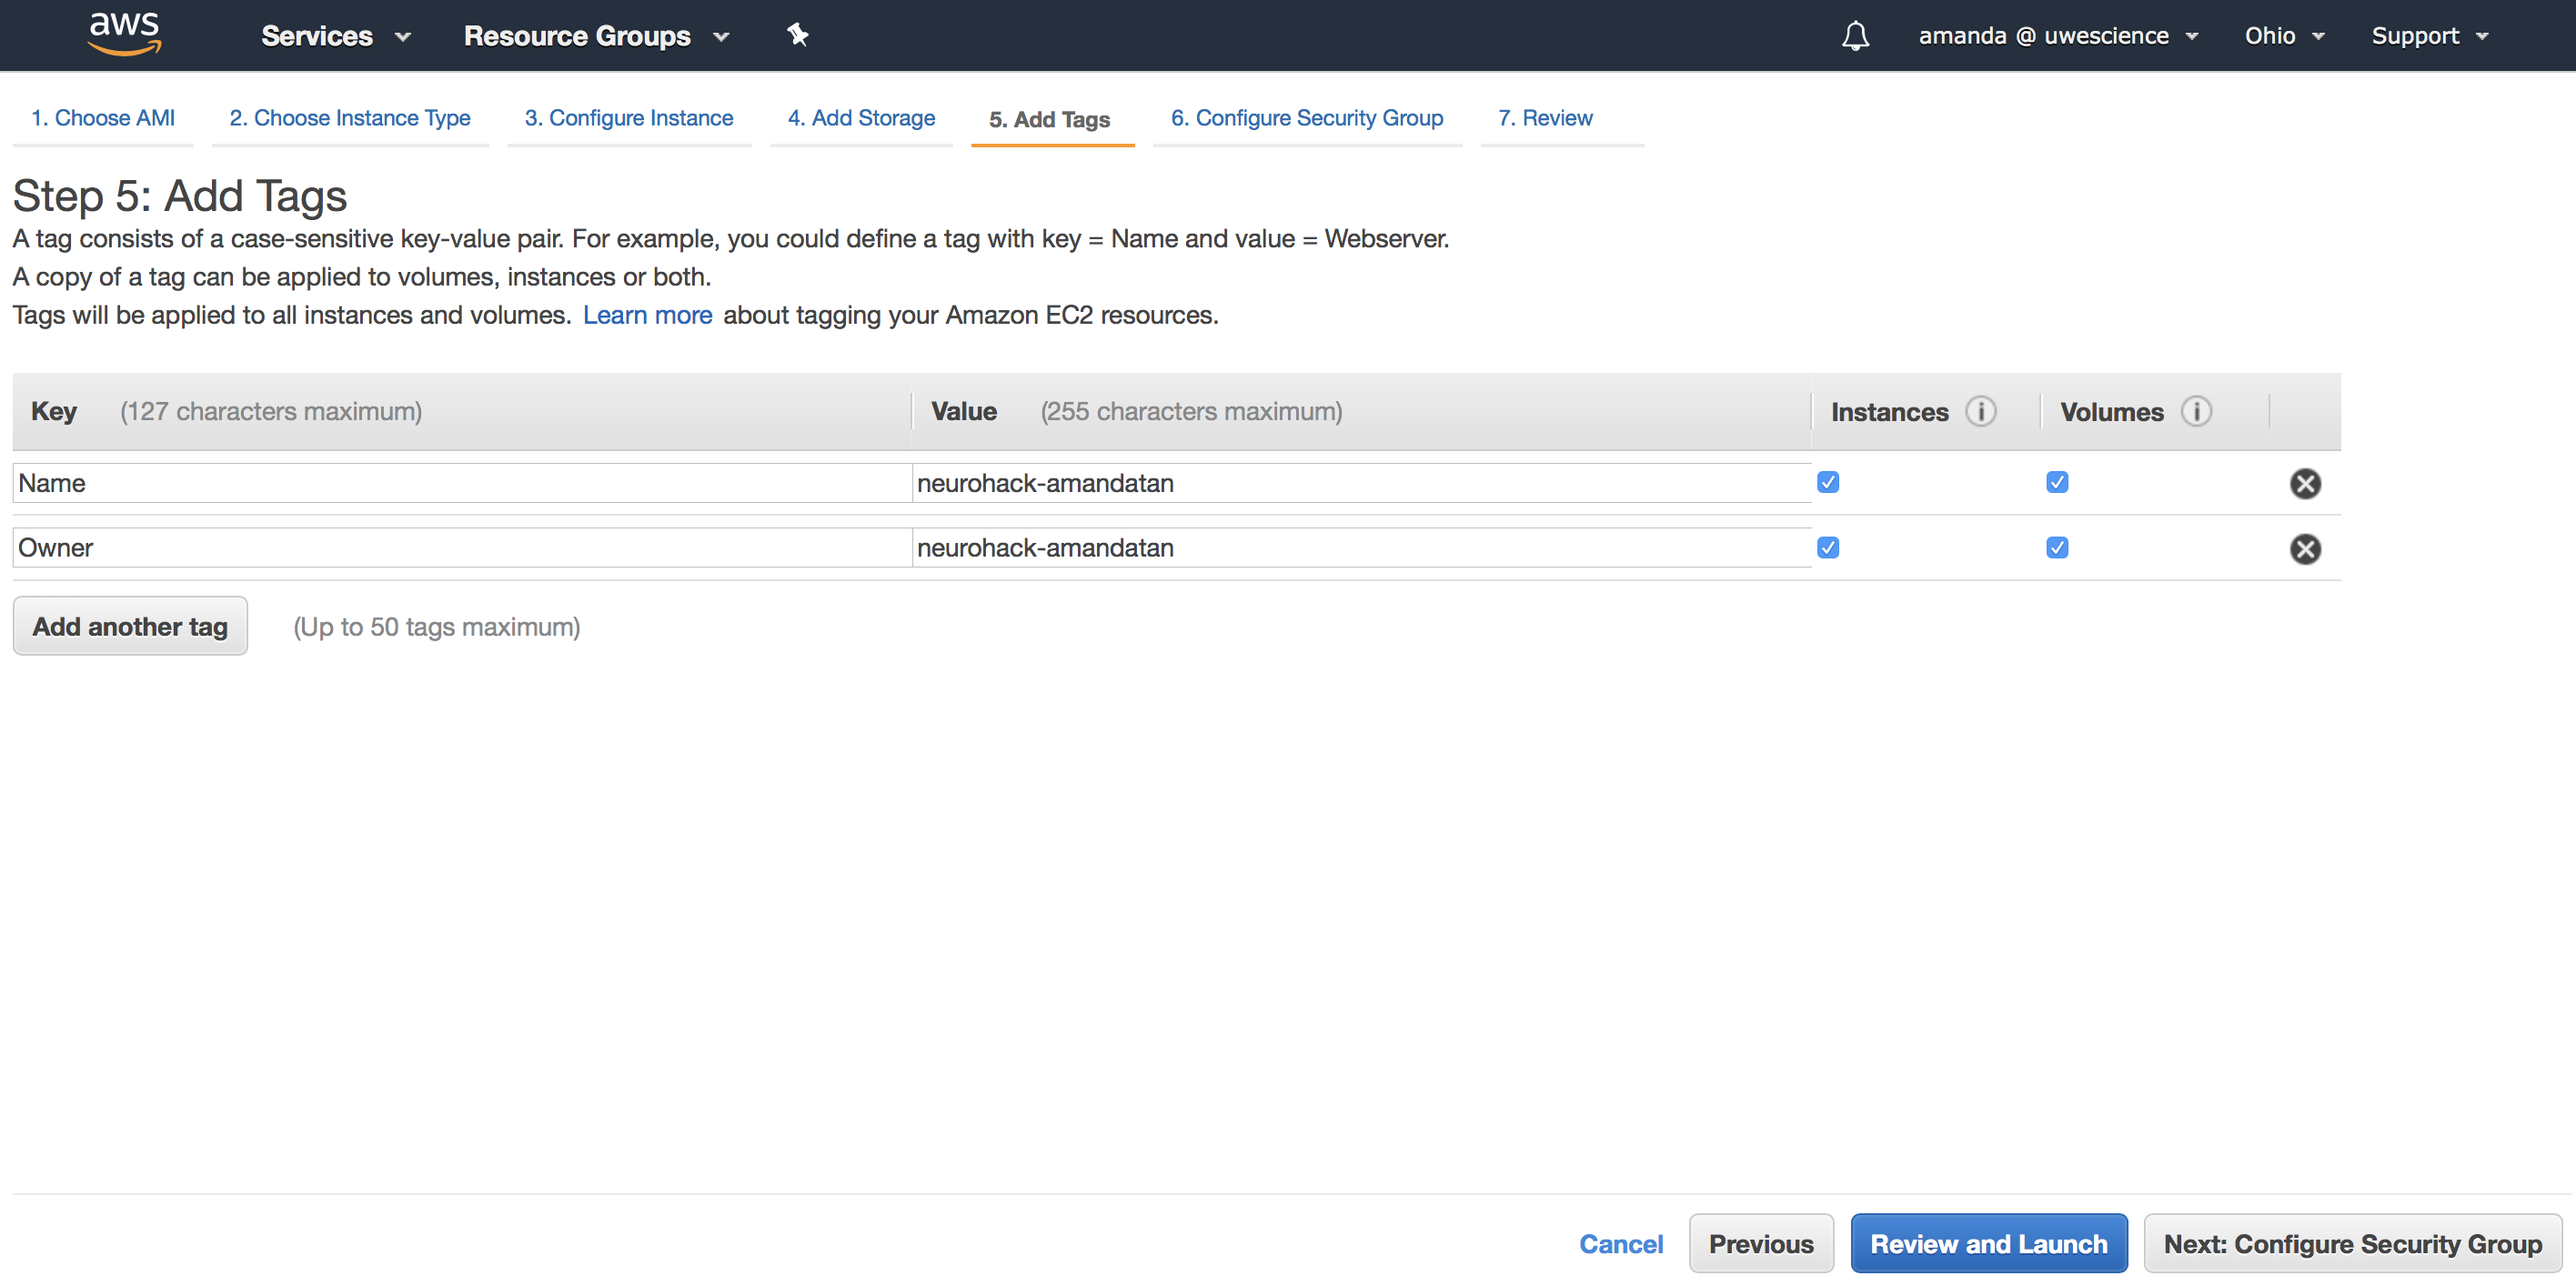 aws Services Resource Groups amanda @ uwescience Ohio Support
1. Choose AMI 2. Choose Instance Type 3. Configure Instance 4. Add Storage 5. Add Tags 6. Configure Security Group 7. Review
Step 5: Add Tags
A tag consists of a case-sensitive key-value pair. For example, you could define a tag with key = Name and value = Webserver.
A copy of a tag can be applied to volumes, instances or both.
Tags will be applied to all instances and volumes. Learn more about tagging your Amazon EC2 resources.
Key (127 characters maximum) Value (255 characters maximum) Instances i Volumes i
Name neurohack-amandatan
Owner neurohack-amandatan
Add another tag (Up to 50 tags maximum)
Cancel Previous Review and Launch Next: Configure Security Group